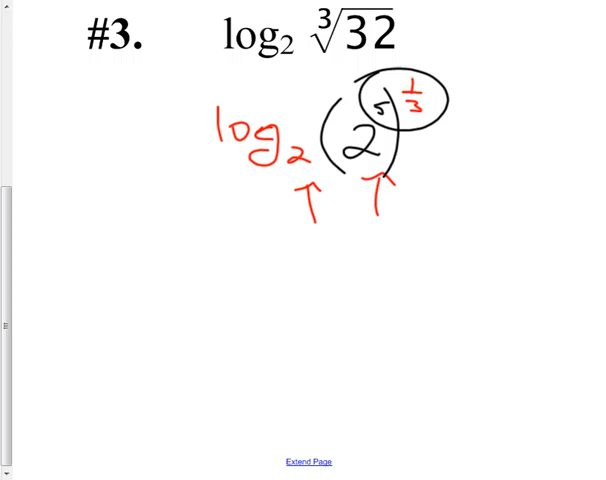 #3. log₂ ∛32
log₂ (2⁵)^⅓
Extend Page